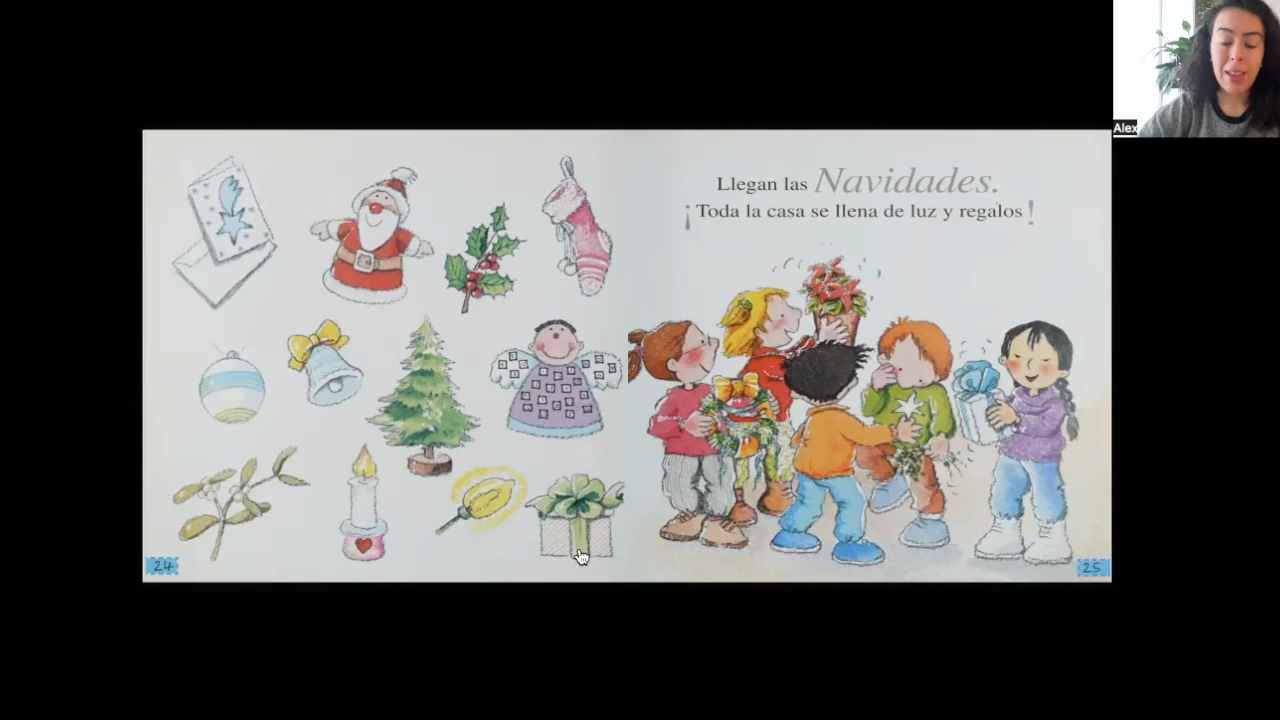 Alex
Llegan las Navidades.
¡Toda la casa se llena de luz y regalos!
24
25